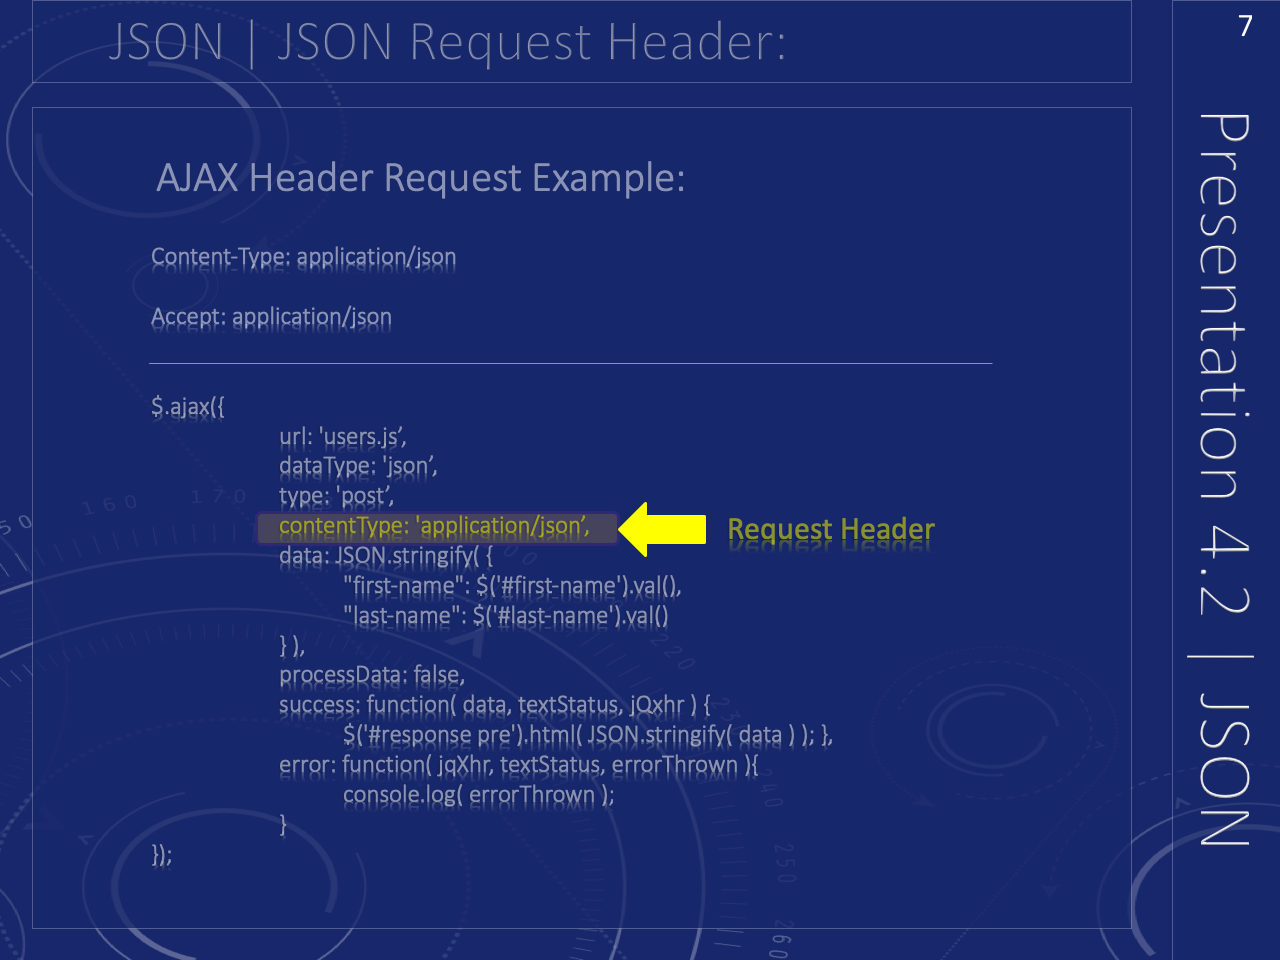 JSON | JSON Request Header:
7
AJAX Header Request Example:
Content-Type: application/json
Accept: application/json
$.ajax({
url: 'users.js’,
dataType: 'json’,
type: 'post’,
contentType: 'application/json’,
Request Header
data: JSON.stringify( {
"first-name": $('#first-name').val(),
"last-name": $('#last-name').val()
} ),
processData: false,
success: function( data, textStatus, jQxhr ) {
$('#response pre').html( JSON.stringify( data ) ); },
error: function( jqXhr, textStatus, errorThrown ){
console.log( errorThrown );
}
});
Presentation 4.2 | JSON
160
170
220
240
250
260